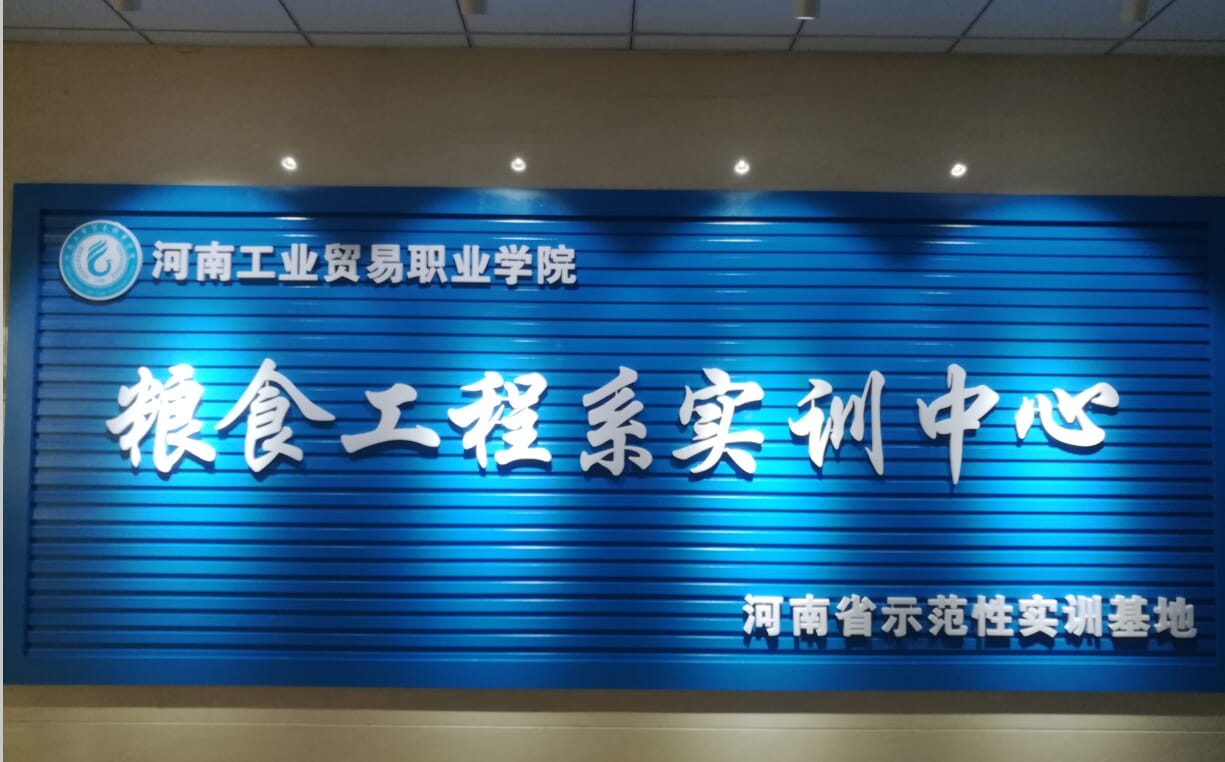 河南工业贸易职业学院
粮食工程系实训中心
河南省示范性实训基地